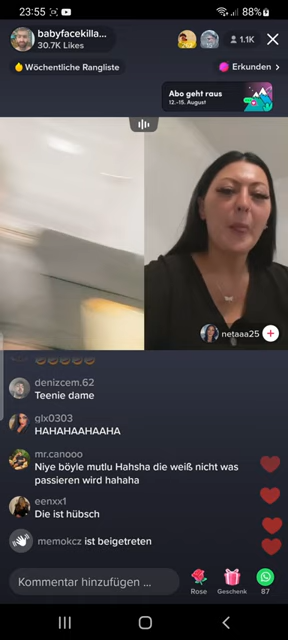 23:55
88%
babyfacekilla...
30.7K Likes
1.1K
Wöchentliche Rangliste
Erkunden >
Abo geht raus
12.-15. August
netaaa25
denizcem.62
Teenie dame
glx0303
HAHAHAAHAAHA
mr.canooo
Niye böyle mutlu Hahsha die weiß nicht was
passieren wird hahaha
eenxx1
Die ist hübsch
memokcz ist beigetreten
Kommentar hinzufügen ...
Rose
Geschenk
87